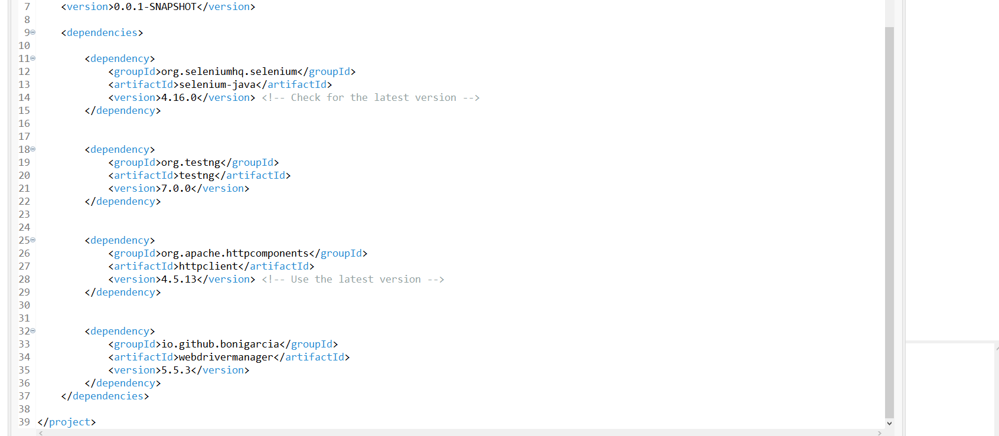 7 <version>0.0.1-SNAPSHOT</version>
8
9 <dependencies>
10
11 <dependency>
12 <groupId>org.seleniumhq.selenium</groupId>
13 <artifactId>selenium-java</artifactId>
14 <version>4.16.0</version> <!-- Check for the latest version -->
15 </dependency>
16
17
18 <dependency>
19 <groupId>org.testng</groupId>
20 <artifactId>testng</artifactId>
21 <version>7.0.0</version>
22 </dependency>
23
24
25 <dependency>
26 <groupId>org.apache.httpcomponents</groupId>
27 <artifactId>httpclient</artifactId>
28 <version>4.5.13</version> <!-- Use the latest version -->
29 </dependency>
30
31
32 <dependency>
33 <groupId>io.github.bonigarcia</groupId>
34 <artifactId>webdrivermanager</artifactId>
35 <version>5.5.3</version>
36 </dependency>
37 </dependencies>
38
39 </project>